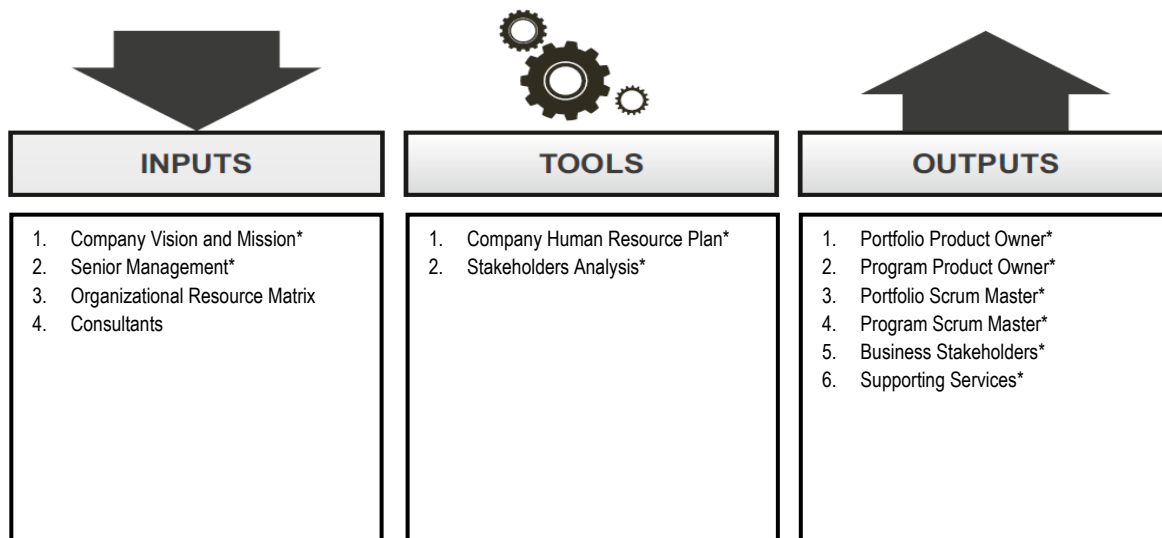 INPUTS
1. Company Vision and Mission*
2. Senior Management*
3. Organizational Resource Matrix
4. Consultants
TOOLS
1. Company Human Resource Plan*
2. Stakeholders Analysis*
OUTPUTS
1. Portfolio Product Owner*
2. Program Product Owner*
3. Portfolio Scrum Master*
4. Program Scrum Master*
5. Business Stakeholders*
6. Supporting Services*